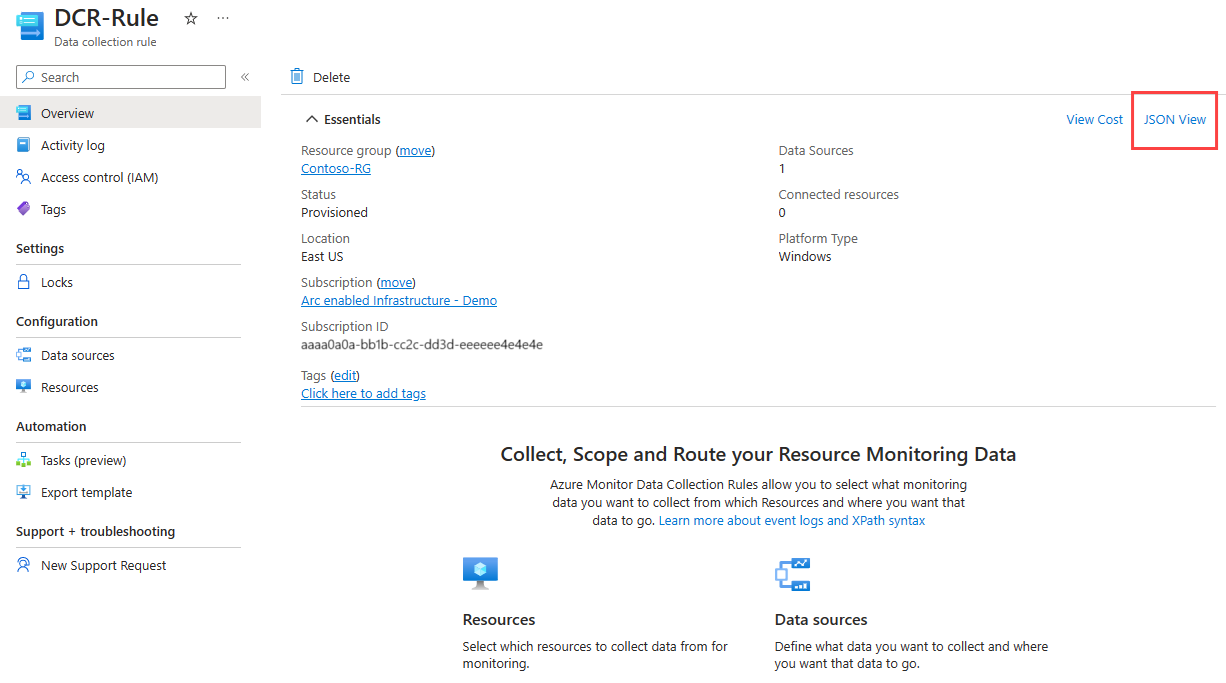 DCR-Rule
Data collection rule
Search
Overview
Activity log
Access control (IAM)
Tags
Settings
Locks
Configuration
Data sources
Resources
Automation
Tasks (preview)
Export template
Support + troubleshooting
New Support Request
Delete
Essentials
View Cost
JSON View
Resource group (move)
Contoso-RG
Status
Provisioned
Location
East US
Subscription (move)
Arc enabled Infrastructure - Demo
Subscription ID
aaaa0a0a-bb1b-cc2c-dd3d-eeeeee4e4e4e
Tags (edit)
Click here to add tags
Data Sources
1
Connected resources
0
Platform Type
Windows
Collect, Scope and Route your Resource Monitoring Data
Azure Monitor Data Collection Rules allow you to select what monitoring
data you want to collect from which Resources and where you want that
data to go. Learn more about event logs and XPath syntax
Resources
Select which resources to collect data from for
monitoring.
Data sources
Define what data you want to collect and where
you want that data to go.